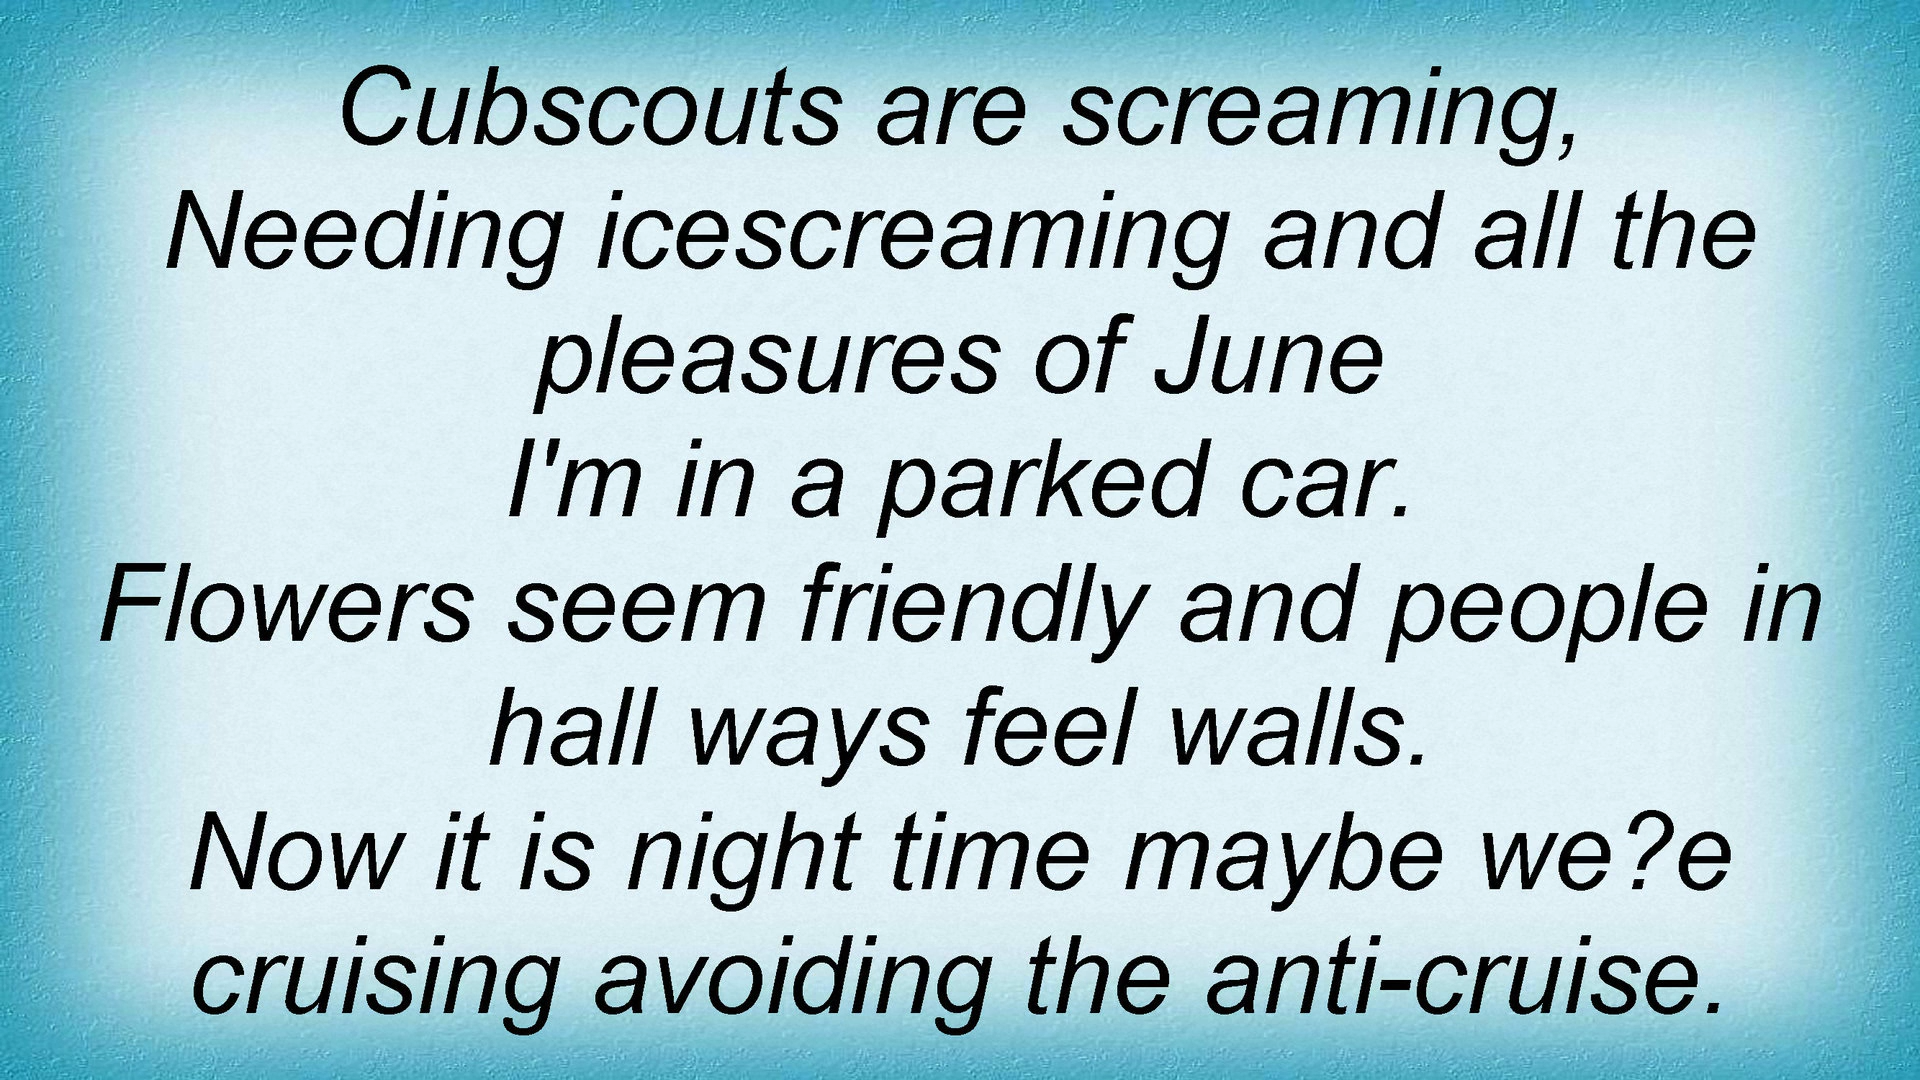 Cubscouts are screaming,
Needing icescreaming and all the
pleasures of June
I'm in a parked car.
Flowers seem friendly and people in
hall ways feel walls.
Now it is night time maybe we?e
cruising avoiding the anti-cruise.